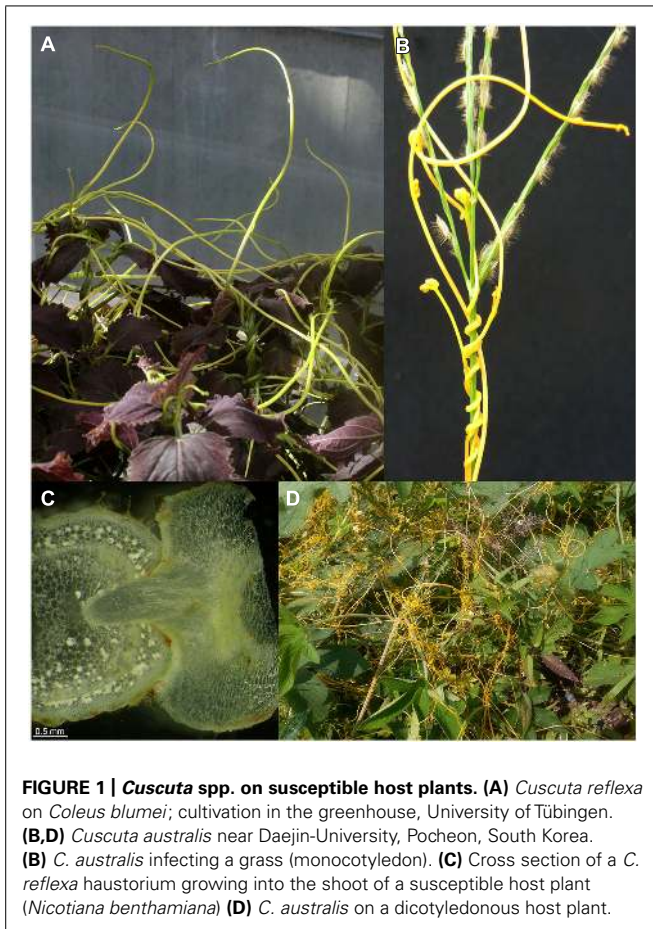 A
B
C
D
0.5 mm
FIGURE 1 | Cuscuta spp. on susceptible host plants. (A) Cuscuta reflexa
on Coleus blumei; cultivation in the greenhouse, University of Tübingen.
(B,D) Cuscuta australis near Daejin-University, Pocheon, South Korea.
(B) C. australis infecting a grass (monocotyledon). (C) Cross section of a C.
reflexa haustorium growing into the shoot of a susceptible host plant
(Nicotiana benthamiana) (D) C. australis on a dicotyledonous host plant.